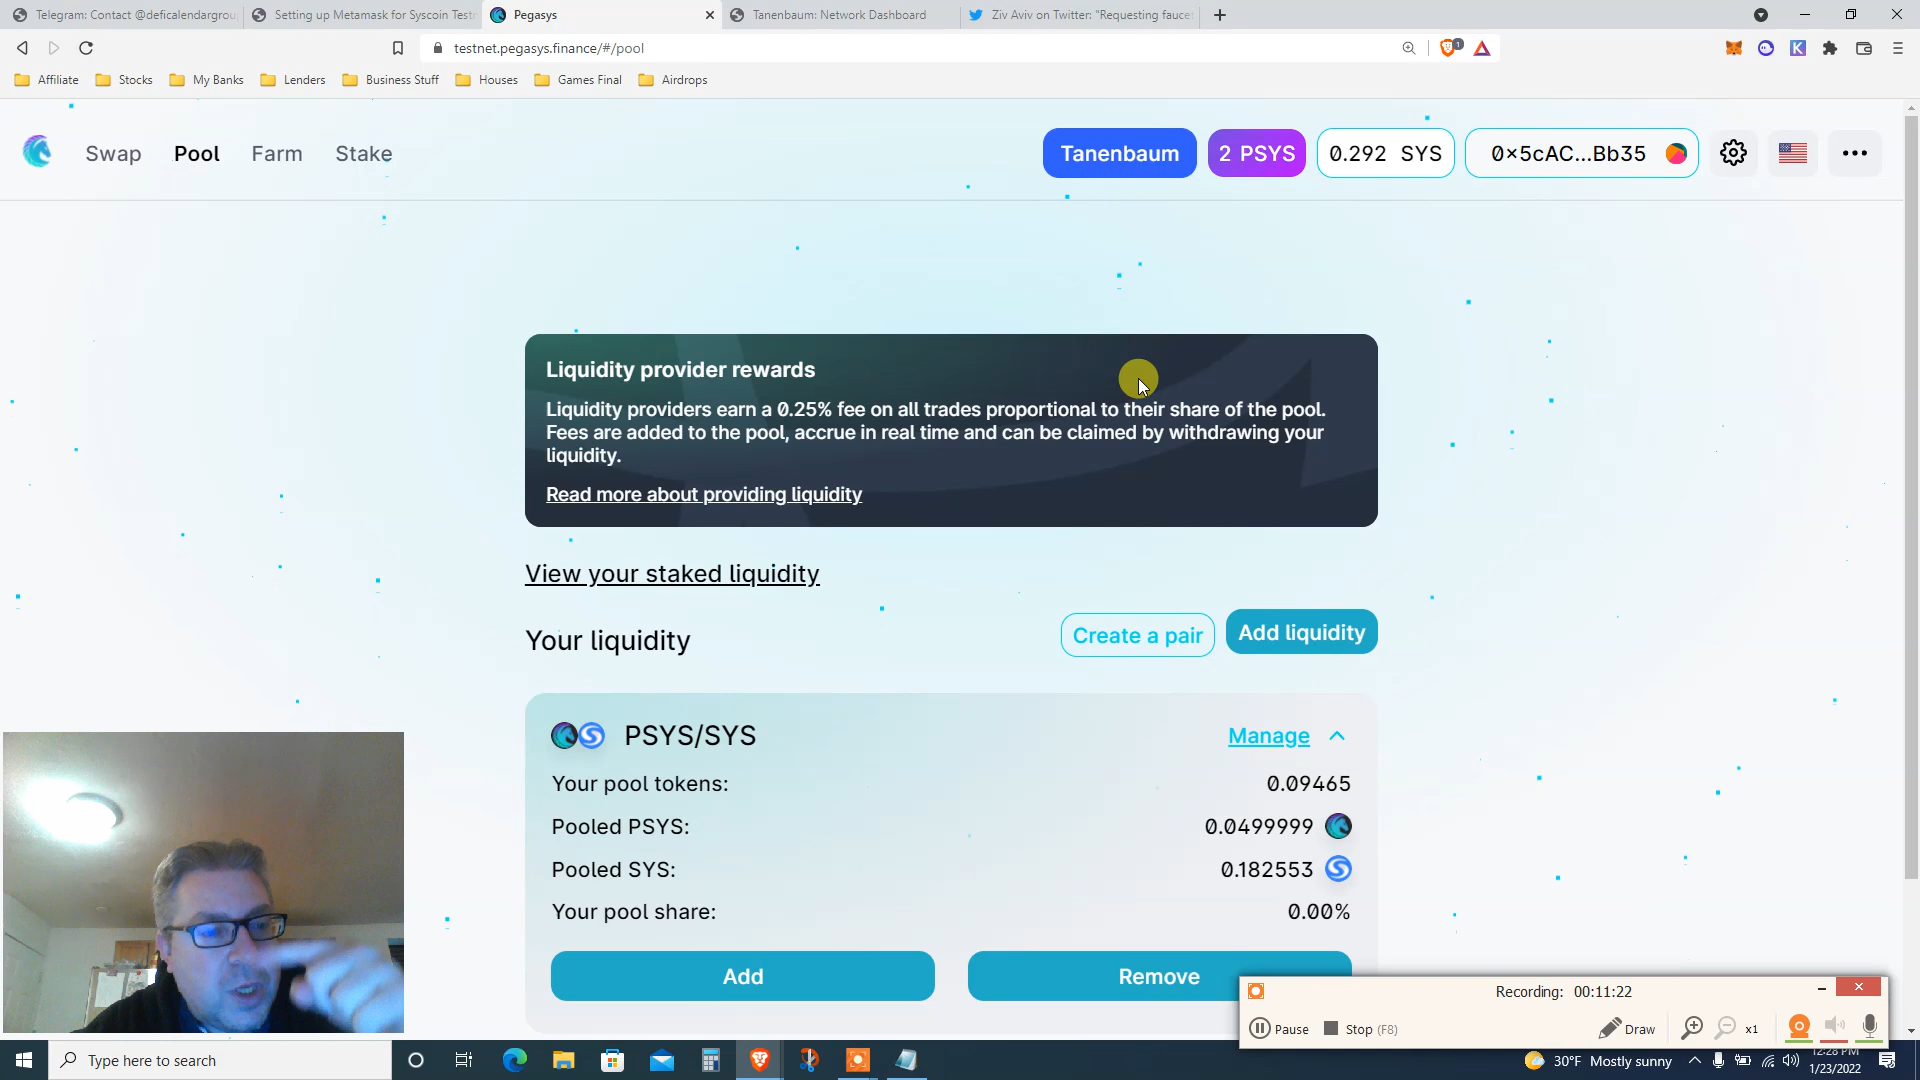 Telegram: Contact @deficalendargrou
Setting up Metamask for Syscoin Testn
Pegasys
Tanenbaum: Network Dashboard
Ziv Aviv on Twitter: "Requesting faucet
testnet.pegasys.finance/#/pool
1
Affiliate
Stocks
My Banks
Lenders
Business Stuff
Houses
Games Final
Airdrops
Swap
Pool
Farm
Stake
Tanenbaum
2 PSYS
0.292 SYS
0x5cAC...Bb35
Liquidity provider rewards
Liquidity providers earn a 0.25% fee on all trades proportional to their share of the pool.
Fees are added to the pool, accrue in real time and can be claimed by withdrawing your
liquidity.
Read more about providing liquidity
View your staked liquidity
Your liquidity
Create a pair
Add liquidity
PSYS/SYS
Manage
Your pool tokens: 0.09465
Pooled PSYS: 0.0499999
Pooled SYS: 0.182553
Your pool share: 0.00%
Add
Remove
Recording: 00:11:22
Pause
Stop (F8)
Draw
x1
Type here to search
30°F Mostly sunny
12:28 PM
1/23/2022